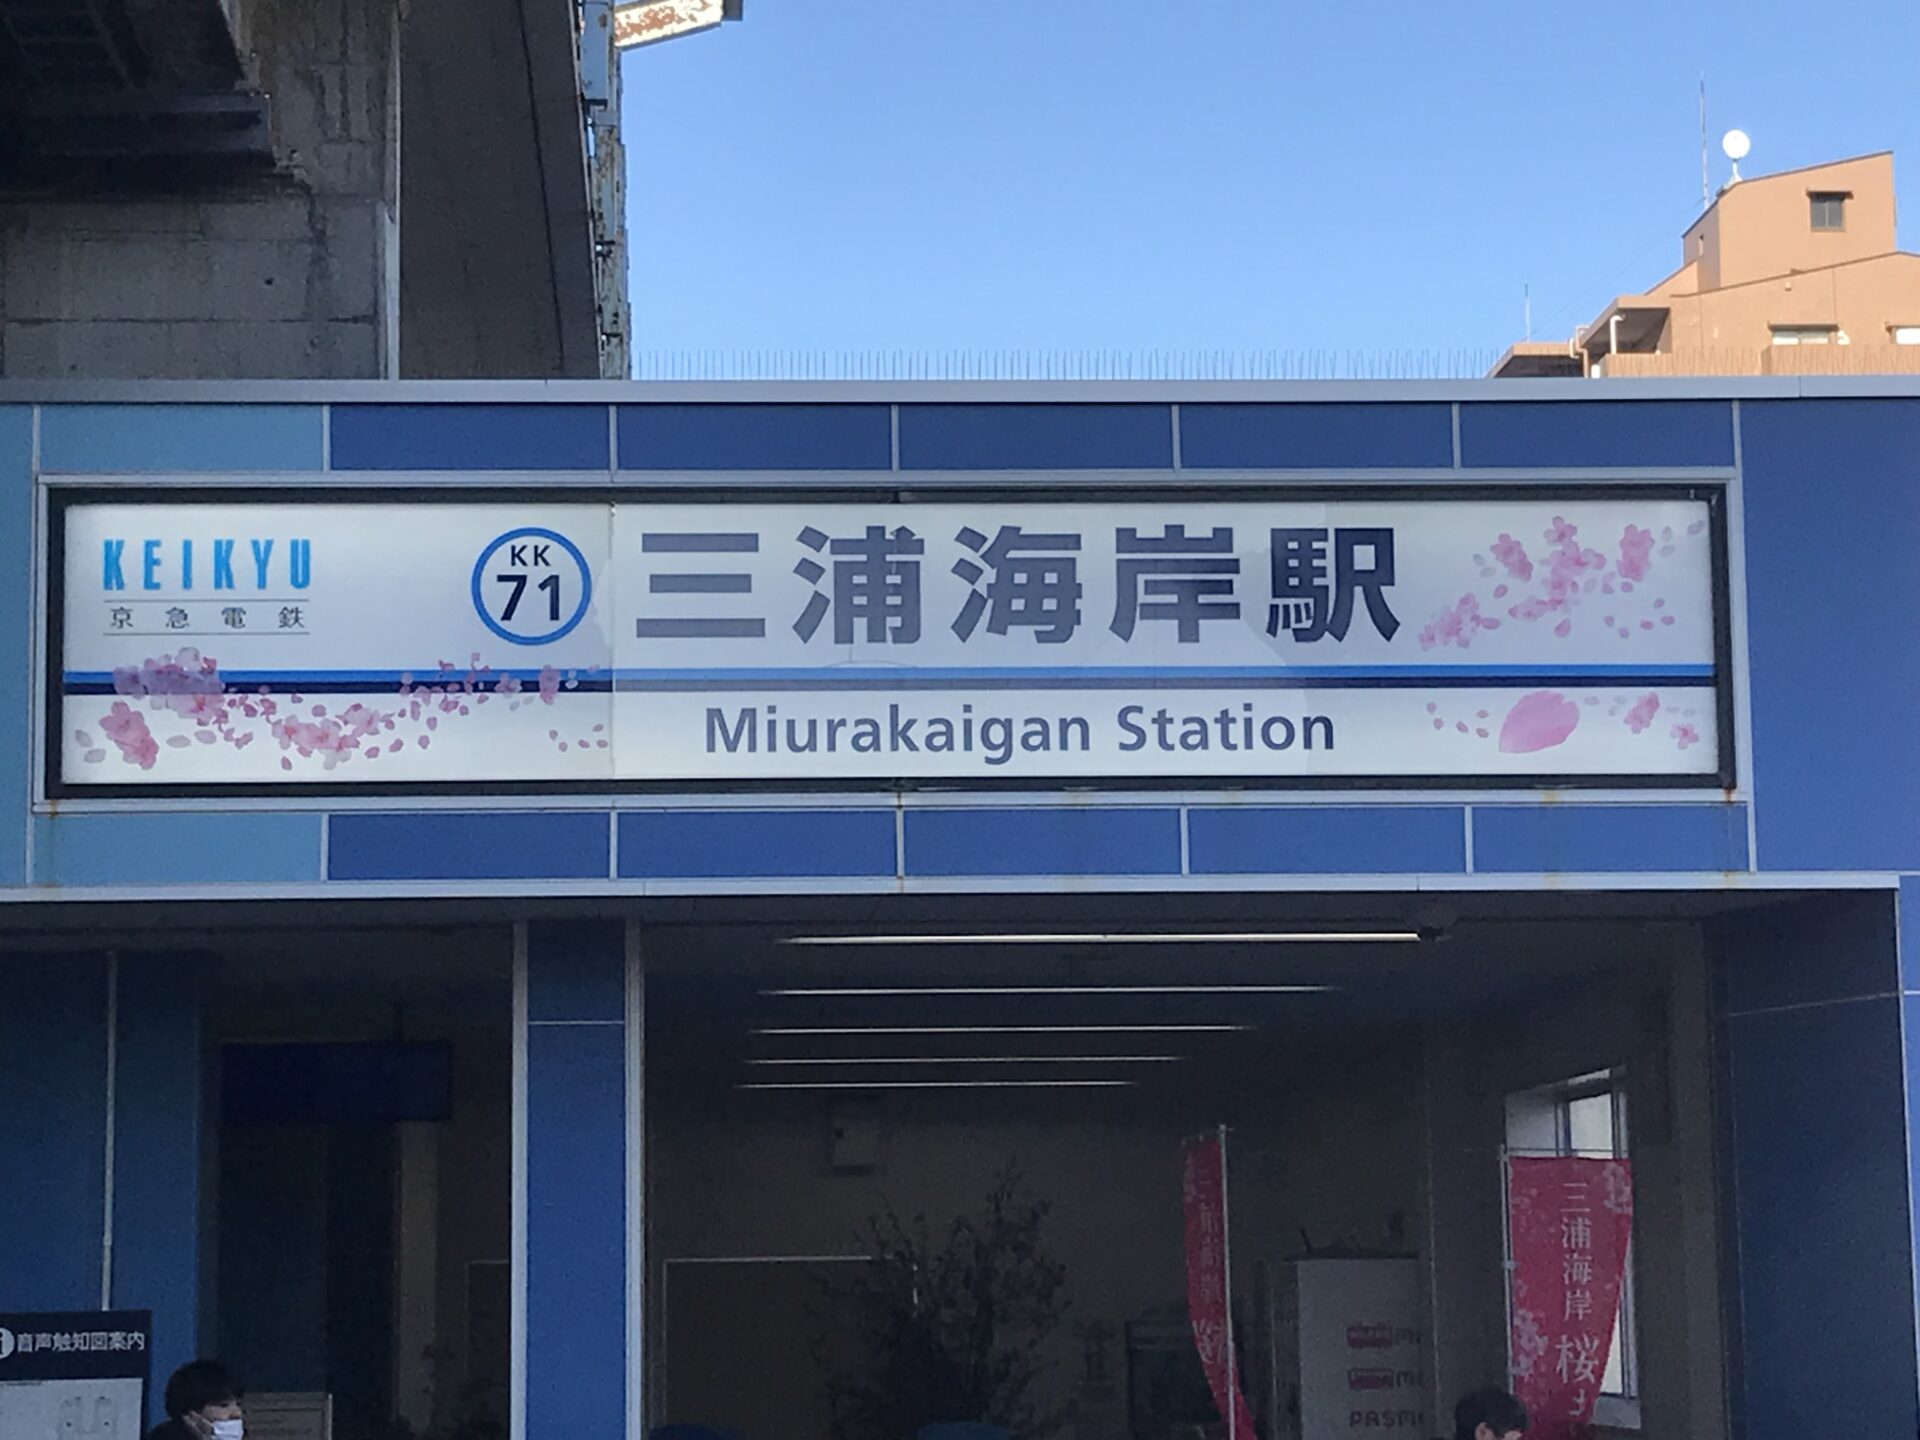 KEIKYU
京急電鉄
KK
71
三浦海岸駅
Miurakaigan Station
三浦海岸 桜
音声触知図案内
PASM